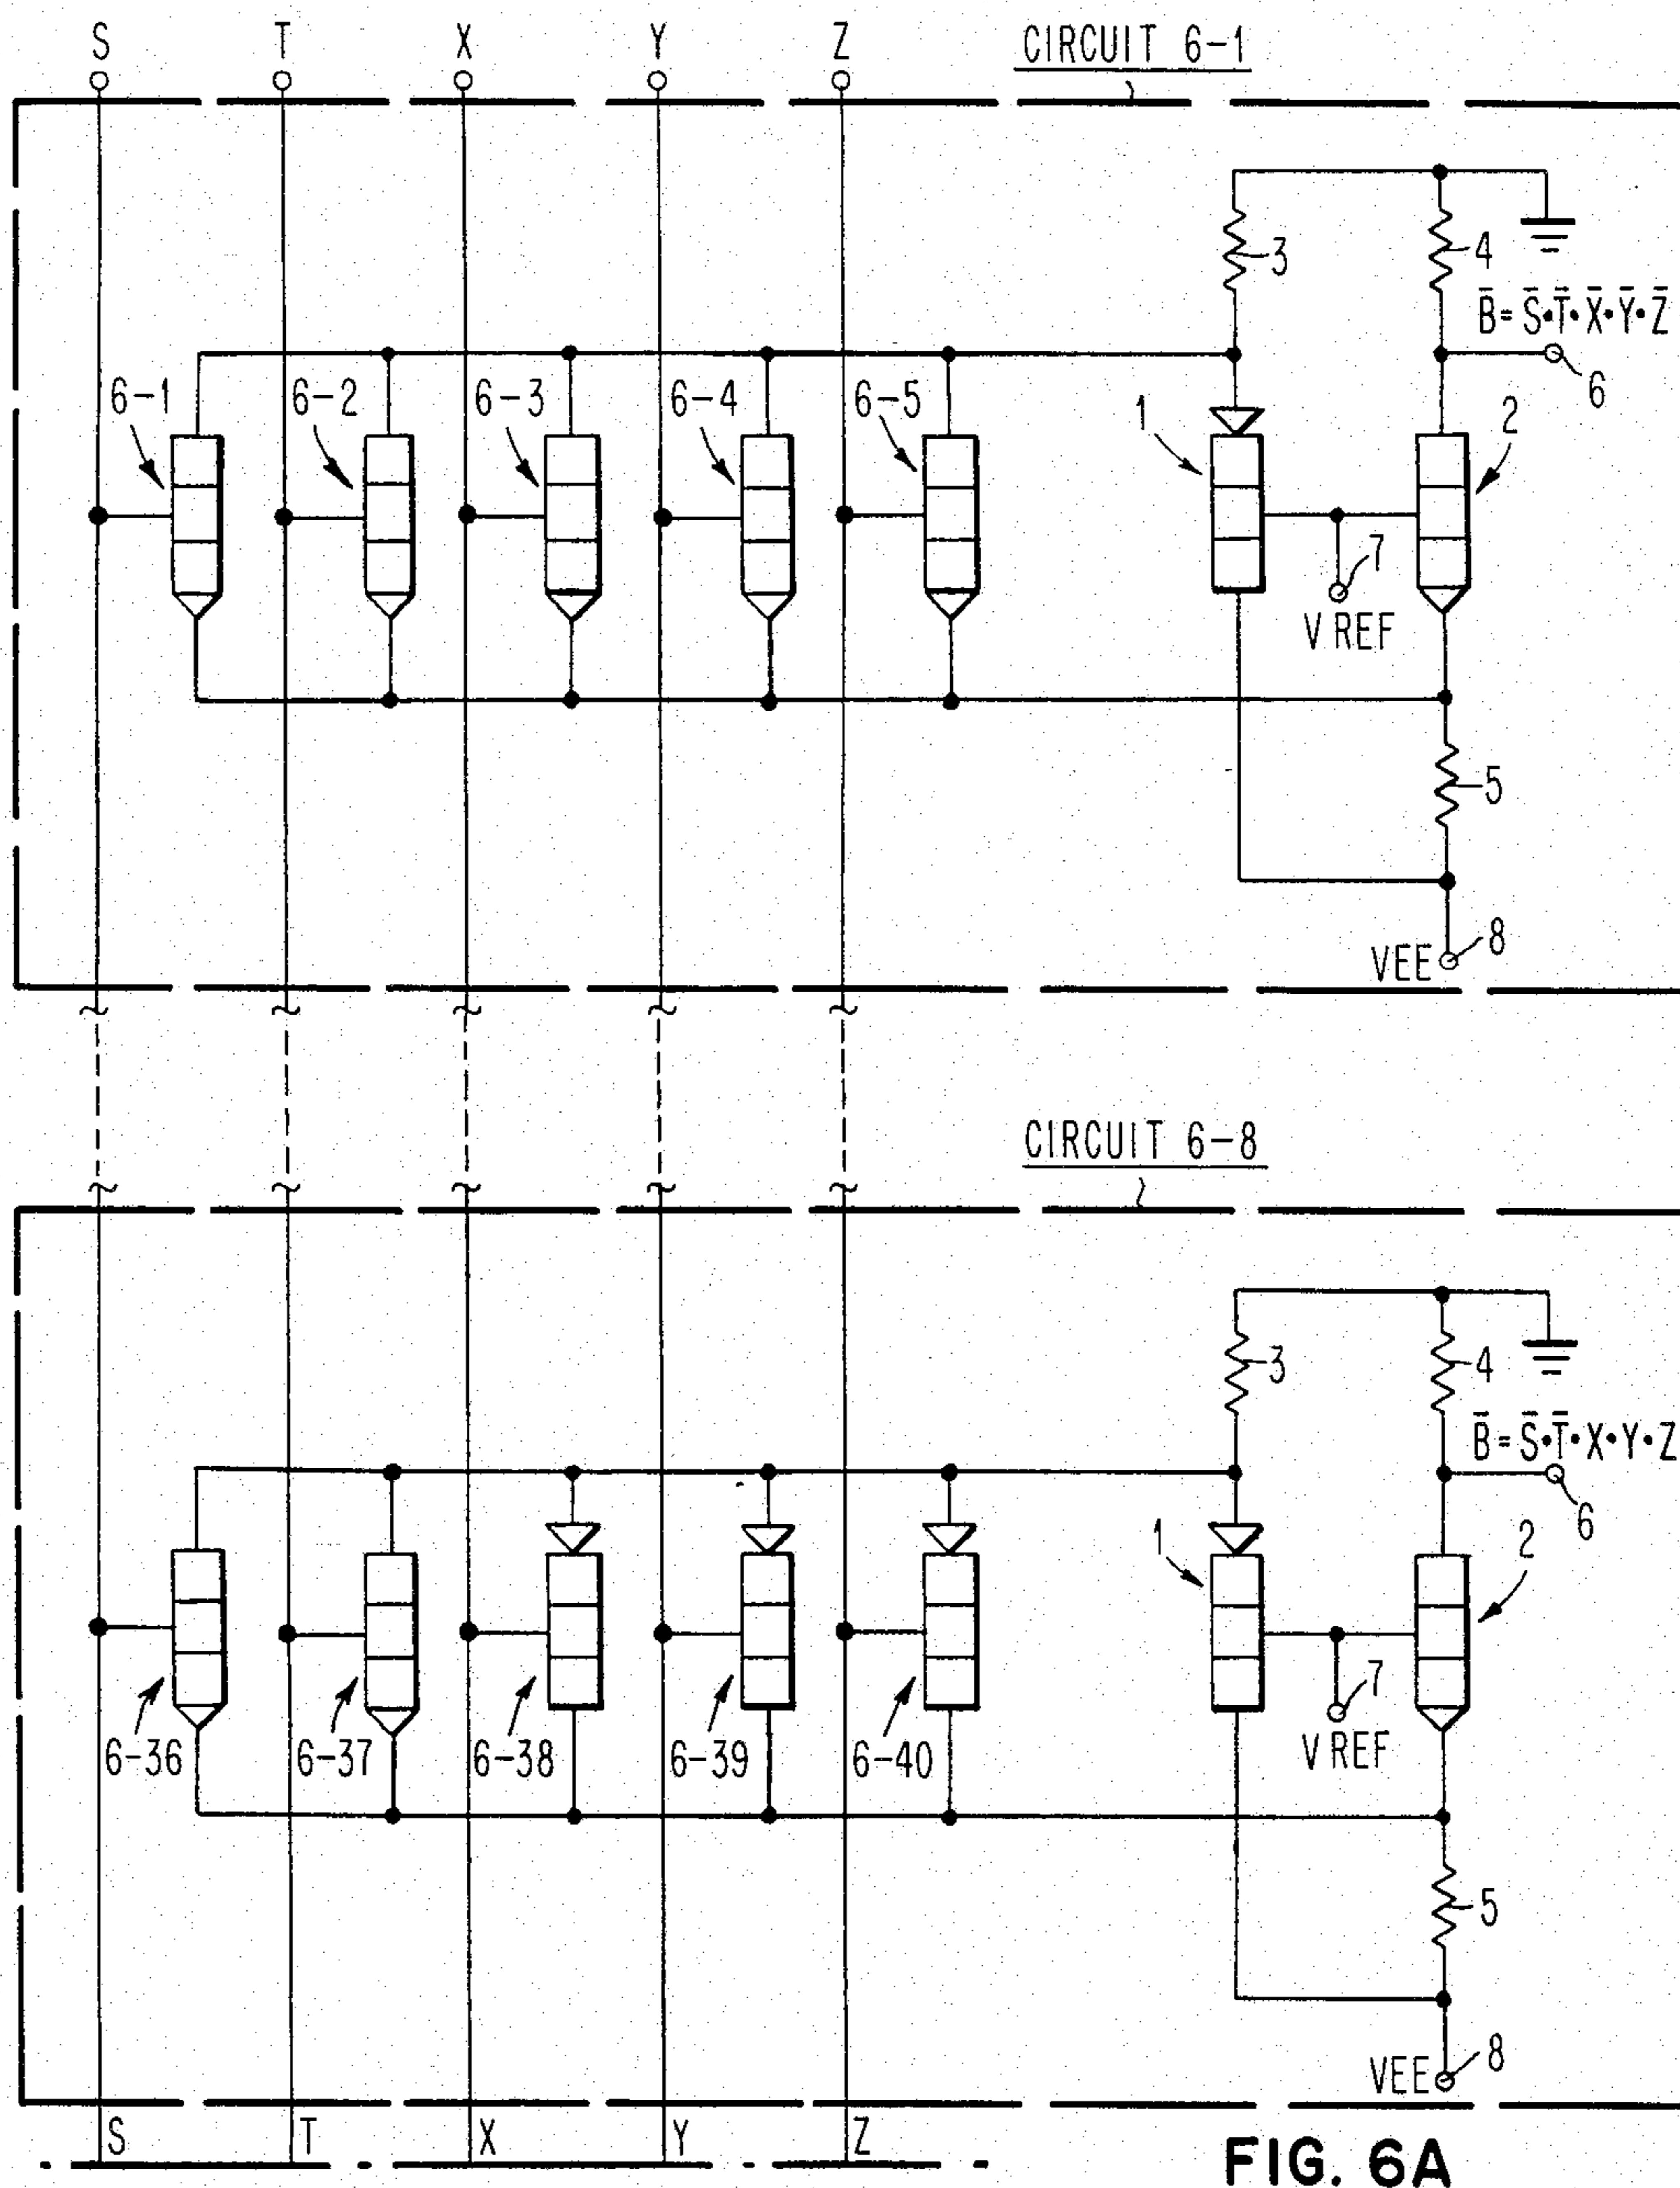 S T X Y Z CIRCUIT 6-1
3 4
B̄=S̄•T̄•X̄•Ȳ•Z̄
6
6-1 6-2 6-3 6-4 6-5 1 2
7
V REF
5
VEE 8
CIRCUIT 6-8
3 4
B̄=S̄•T̄•X•Y•Z
6
1 2
7
6-36 6-37 6-38 6-39 6-40 V REF
5
VEE 8
S T X Y Z
FIG. 6A